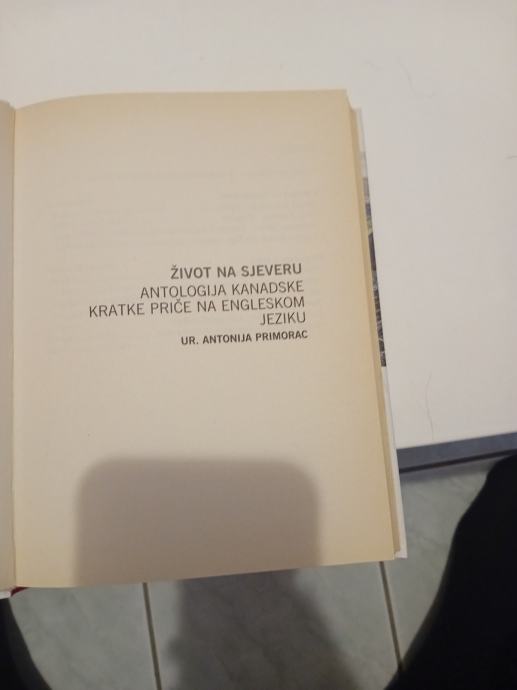 ŽIVOT NA SJEVERU
ANTOLOGIJA KANADSKE
KRATKE PRIČE NA ENGLESKOM
JEZIKU
UR. ANTONIJA PRIMORAC